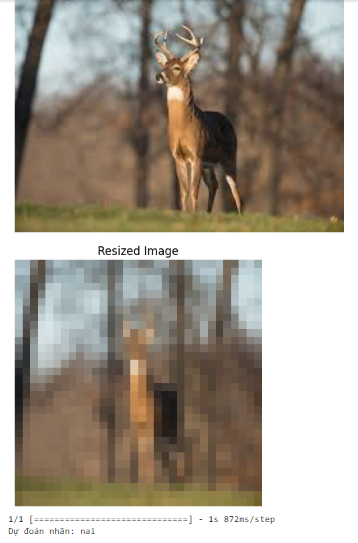 Resized Image
1/1 [==============================] - 1s 872ms/step
Dự đoán nhãn: nai